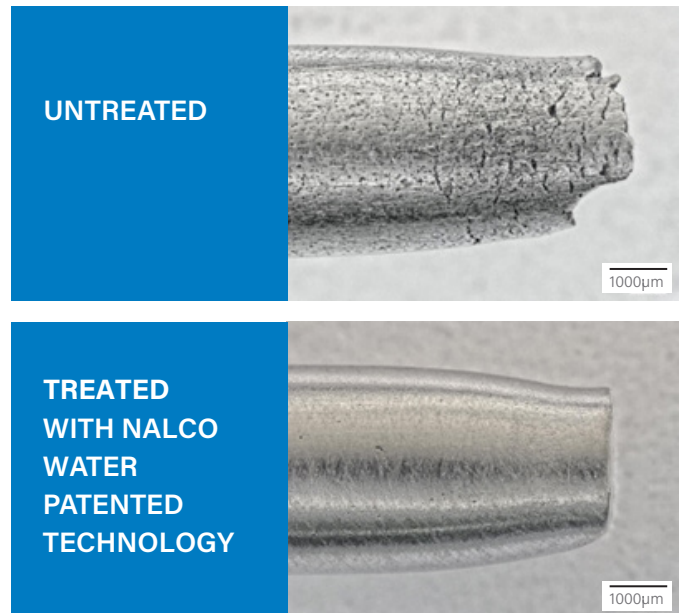 UNTREATED
1000µm
TREATED
WITH NALCO
WATER
PATENTED
TECHNOLOGY
1000µm